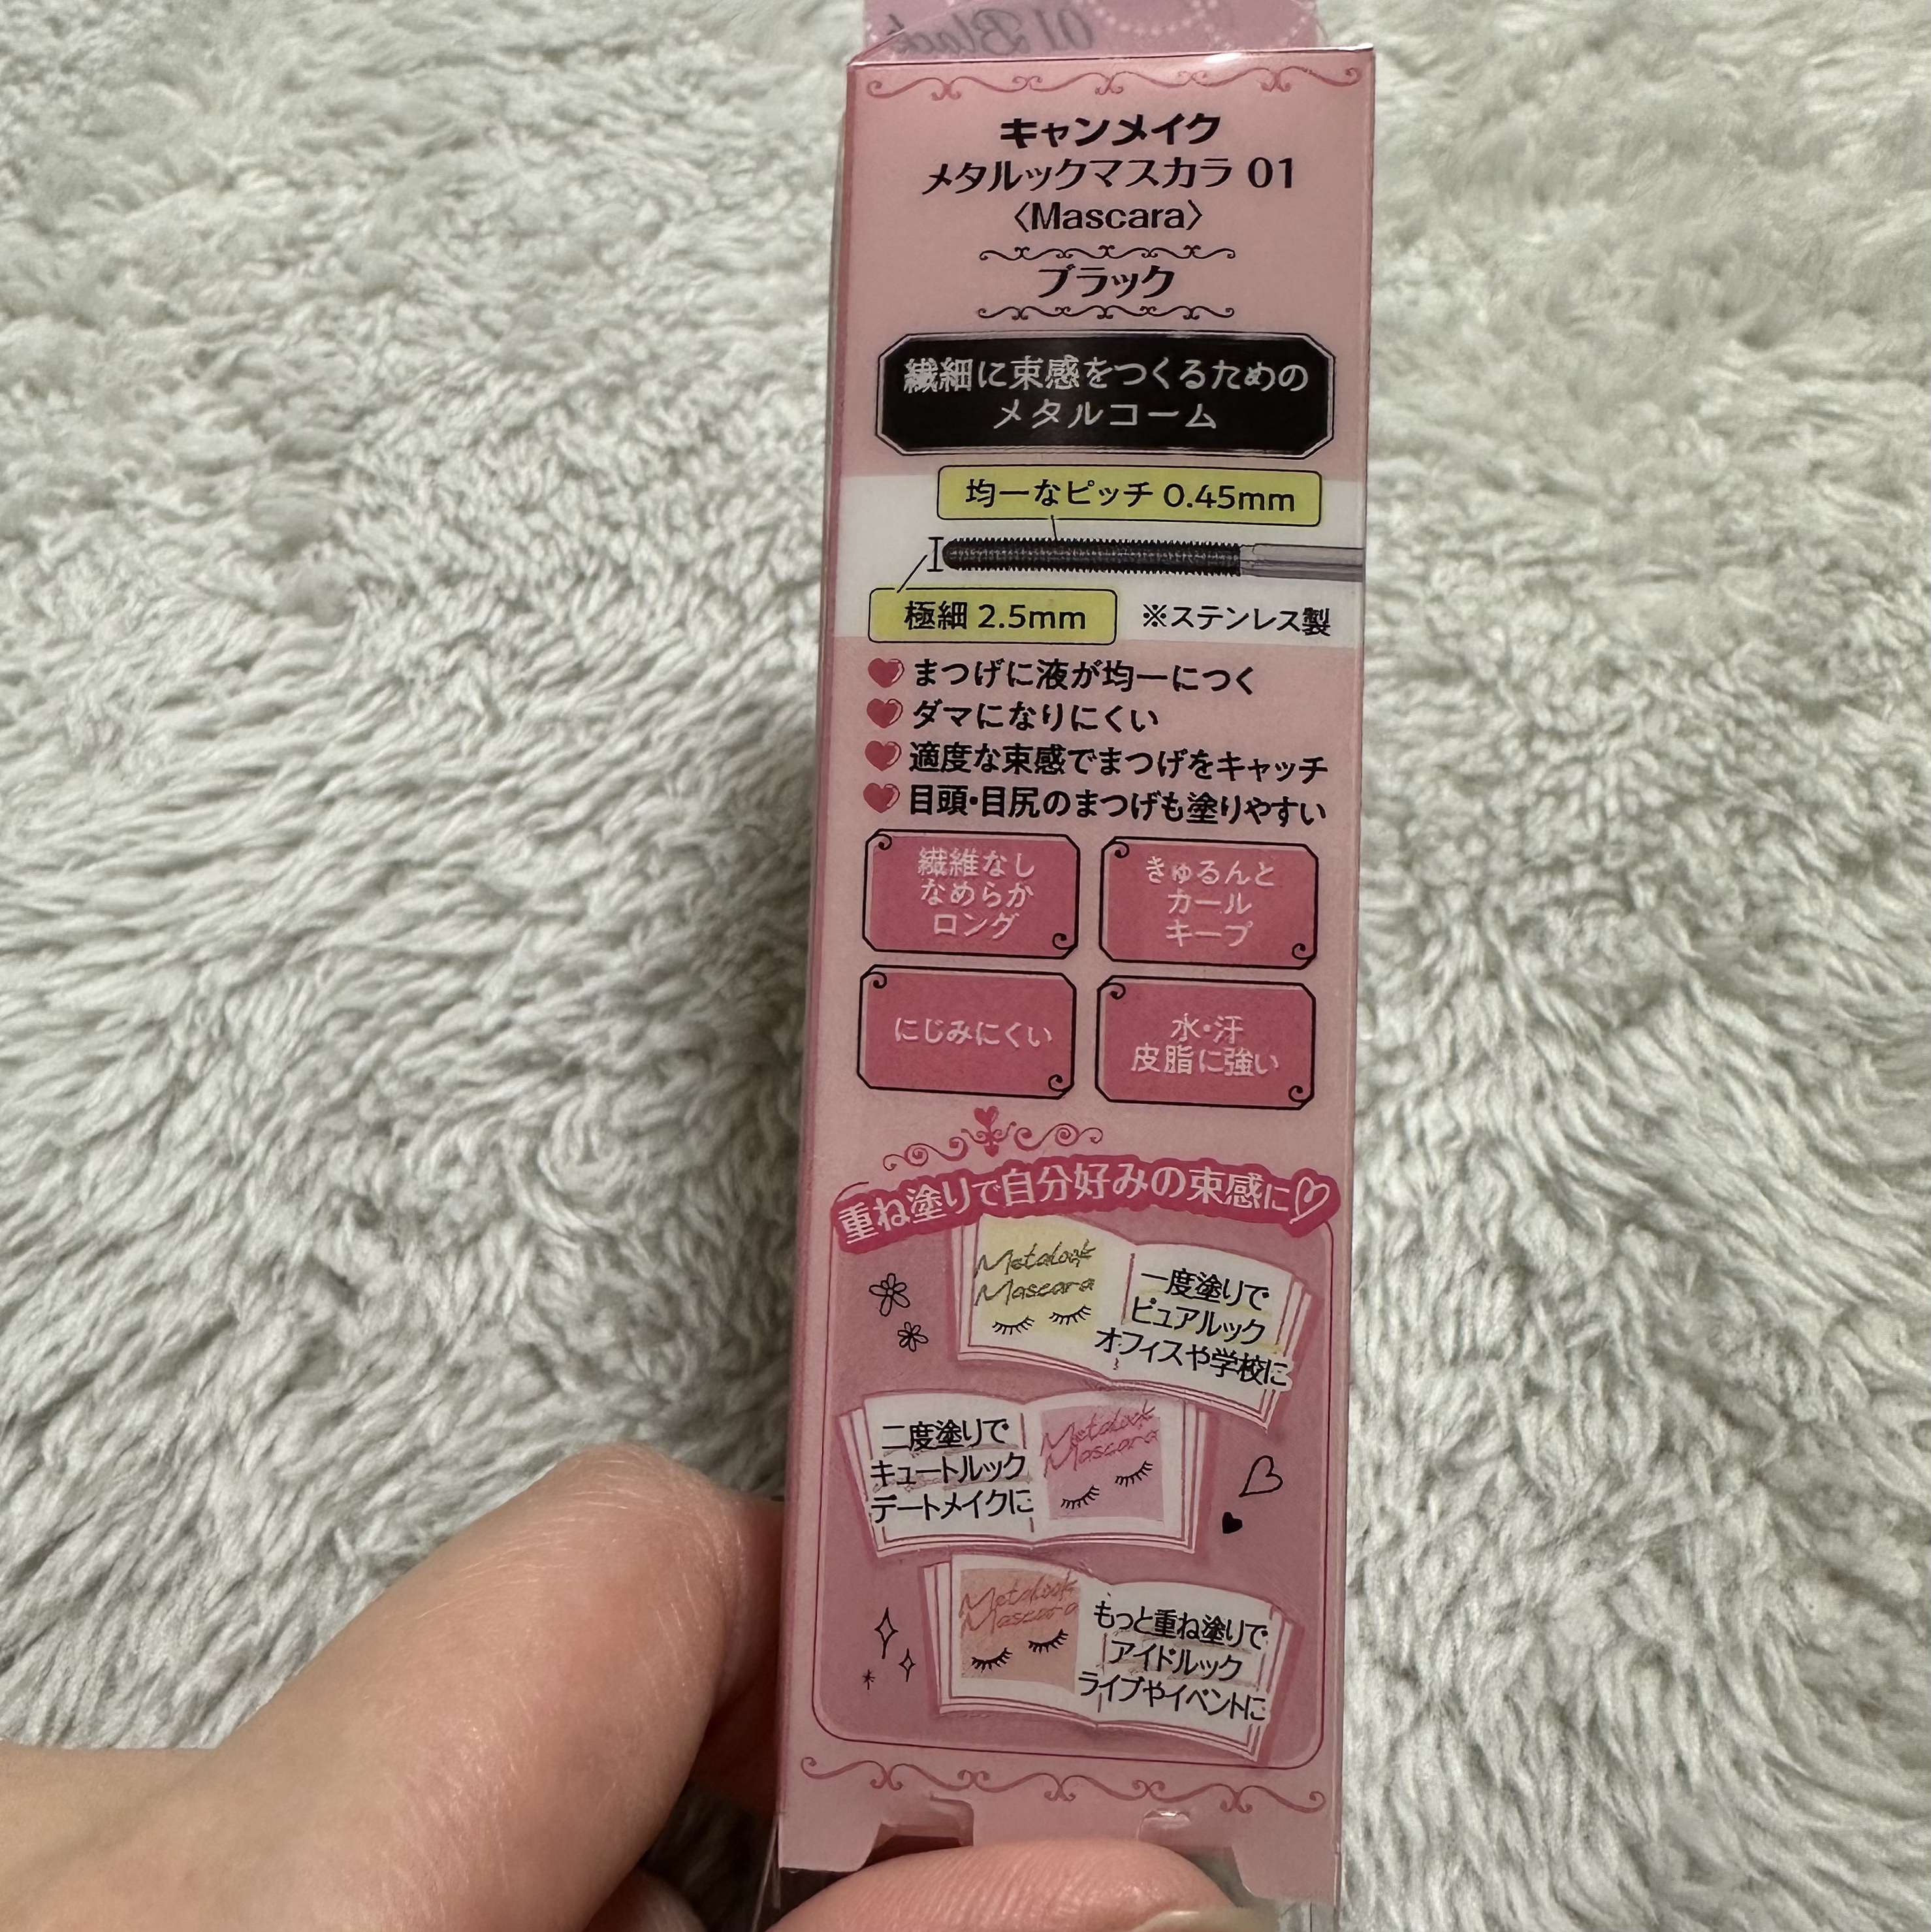 01 Black
キャンメイク
メタルックマスカラ 01
〈Mascara〉
ブラック
繊細に束感をつくるための
メタルコーム
均一なピッチ 0.45mm
極細 2.5mm ※ステンレス製
まつげに液が均一につく
ダマになりにくい
適度な束感でまつげをキャッチ
目頭・目尻のまつげも塗りやすい
繊維なし
なめらか
ロング
きゅるんと
カール
キープ
にじみにくい
水・汗
皮脂に強い
重ね塗りで自分好みの束感に
Metalook
Mascara
一度塗りで
ピュアルック
オフィスや学校に
二度塗りで
キュートルック
デートメイクに
Metalook
Mascara
Metalook
Mascara
もっと重ね塗りで
アイドルック
ライブやイベントに